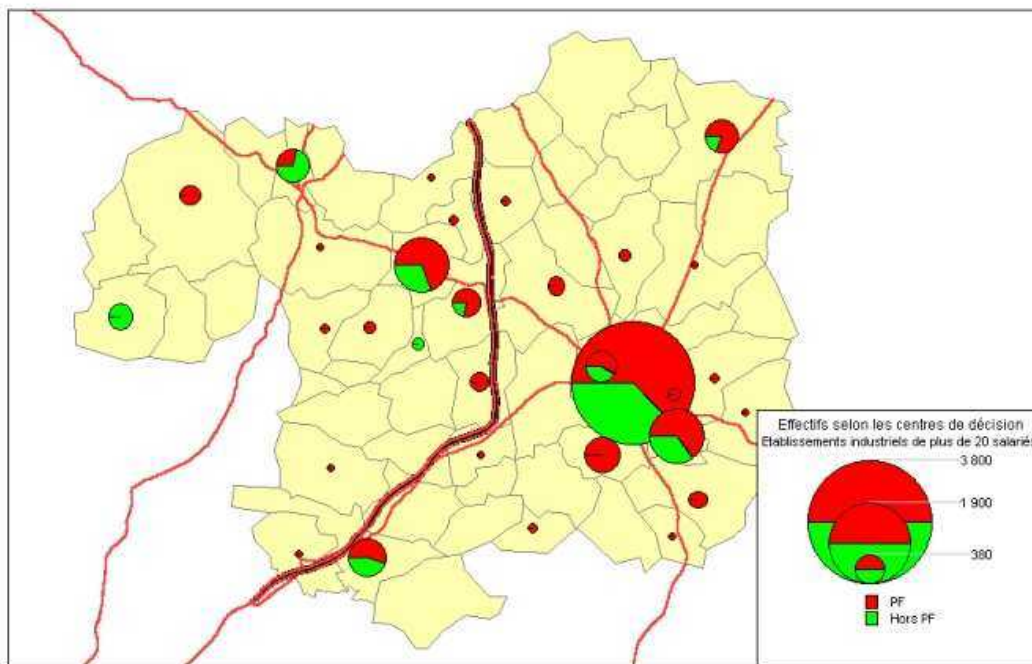 Effectifs selon les centres de décision
Etablissements industriels de plus de 20 salariés
3 800
1 900
380
PF
Hors PF